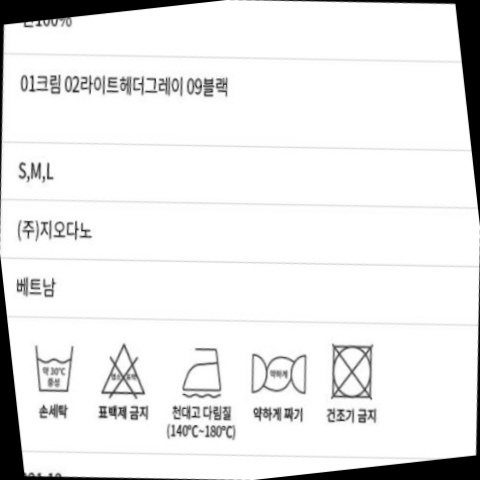 면100%
01크림 02라이트헤더그레이 09블랙
S,M,L
(주)지오다노
베트남
약 30℃
중성
약하게
손세탁
표백제 금지
천대고 다림질
(140℃~180℃)
약하게 짜기
건조기 금지